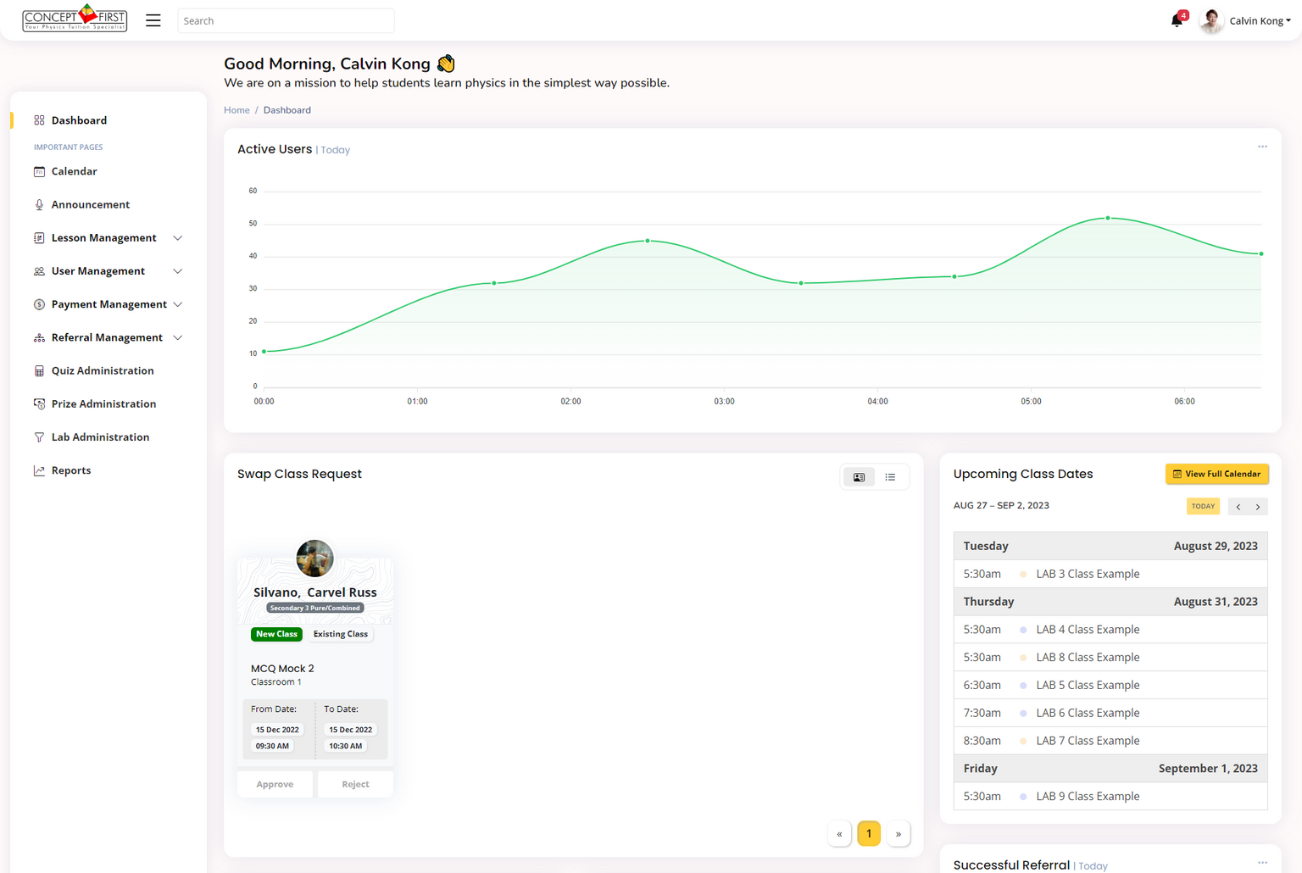 CONCEPT FIRST
Your Physics Tuition Specialist
Search
4
Calvin Kong
Good Morning, Calvin Kong 👋
We are on a mission to help students learn physics in the simplest way possible.
Home / Dashboard
Dashboard
IMPORTANT PAGES
Calendar
Announcement
Lesson Management
User Management
Payment Management
Referral Management
Quiz Administration
Prize Administration
Lab Administration
Reports
Active Users | Today
60
50
40
30
20
10
0
00:00 01:00 02:00 03:00 04:00 05:00 06:00
Swap Class Request
Silvano, Carvel Russ
Secondary 3 Pure/Combined
New Class Existing Class
MCQ Mock 2
Classroom 1
From Date: To Date:
15 Dec 2022 15 Dec 2022
09:30 AM 10:30 AM
Approve Reject
« 1 »
Upcoming Class Dates
View Full Calendar
AUG 27 – SEP 2, 2023
TODAY
Tuesday August 29, 2023
5:30am LAB 3 Class Example
Thursday August 31, 2023
5:30am LAB 4 Class Example
5:30am LAB 8 Class Example
6:30am LAB 5 Class Example
7:30am LAB 6 Class Example
8:30am LAB 7 Class Example
Friday September 1, 2023
5:30am LAB 9 Class Example
Successful Referral | Today